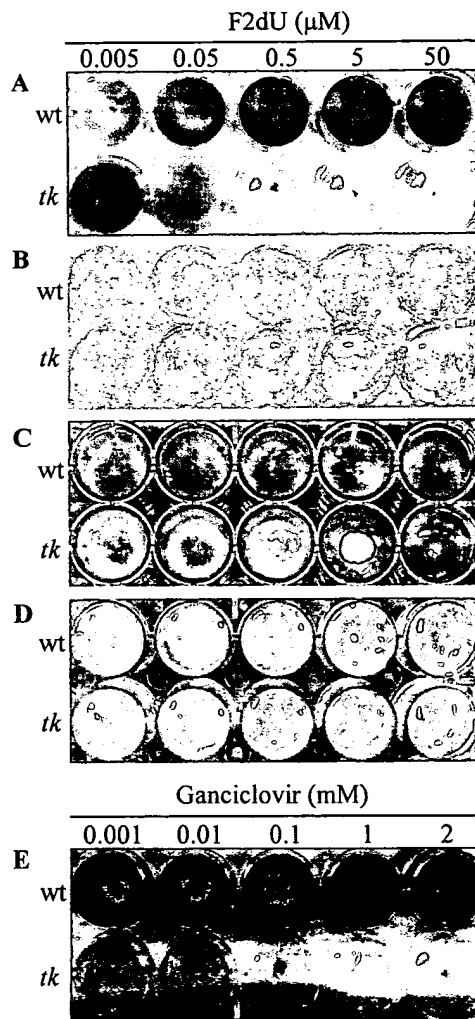 F2dU (µM)
0.005 0.05 0.5 5 50
A
wt
tk
B
wt
tk
C
wt
tk
D
wt
tk
Ganciclovir (mM)
0.001 0.01 0.1 1 2
E
wt
tk